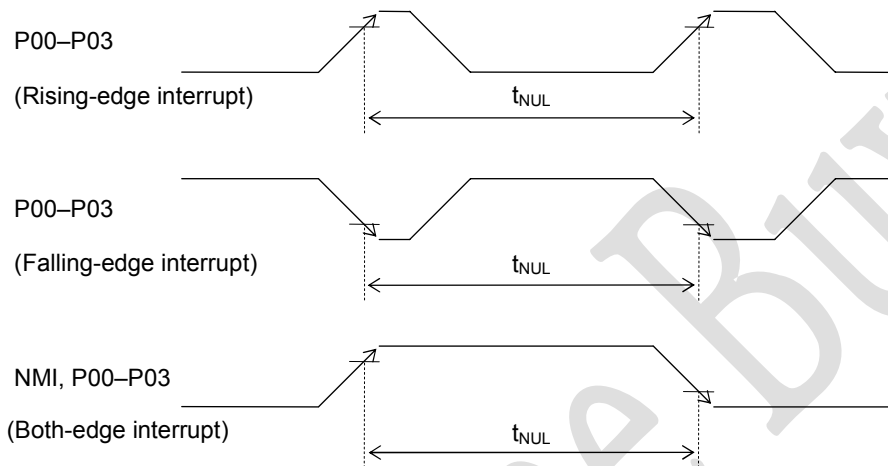 P00–P03
(Rising-edge interrupt)
tNUL
P00–P03
(Falling-edge interrupt)
tNUL
NMI, P00–P03
(Both-edge interrupt)
tNUL